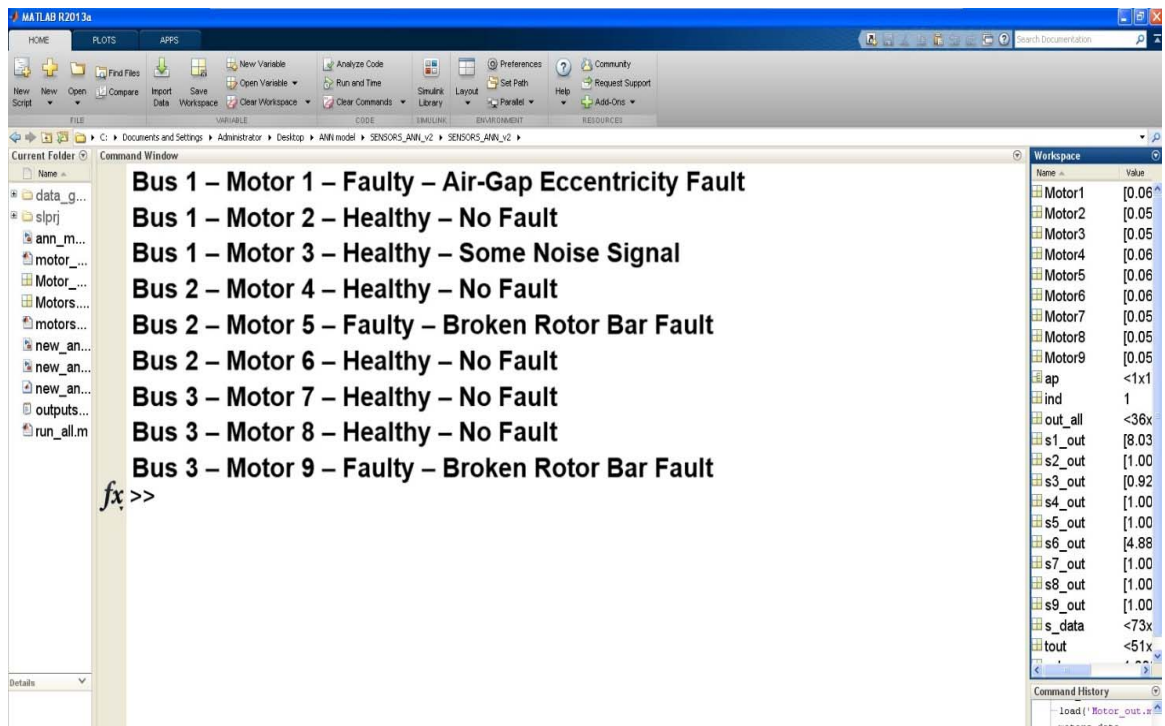 MATLAB R2013a
HOME PLOTS APPS
Search Documentation
New Script
New
Open
Find Files
Compare
Import Data
Save Workspace
New Variable
Open Variable
Clear Workspace
Analyze Code
Run and Time
Clear Commands
Simulink Library
Layout
Preferences
Set Path
Parallel
Help
Community
Request Support
Add-Ons
FILE VARIABLE CODE SIMULINK ENVIRONMENT RESOURCES
C: Documents and Settings Administrator Desktop ANN model SENSORS_ANN_v2 SENSORS_ANN_v2
Current Folder
Name
data_g...
slprj
ann_m...
motor_...
Motor_...
Motors....
motors...
new_an...
new_an...
new_an...
outputs...
run_all.m
Details
Command Window
Bus 1 – Motor 1 – Faulty – Air-Gap Eccentricity Fault
Bus 1 – Motor 2 – Healthy – No Fault
Bus 1 – Motor 3 – Healthy – Some Noise Signal
Bus 2 – Motor 4 – Healthy – No Fault
Bus 2 – Motor 5 – Faulty – Broken Rotor Bar Fault
Bus 2 – Motor 6 – Healthy – No Fault
Bus 3 – Motor 7 – Healthy – No Fault
Bus 3 – Motor 8 – Healthy – No Fault
Bus 3 – Motor 9 – Faulty – Broken Rotor Bar Fault
fx >>
Workspace
Name Value
Motor1 [0.06
Motor2 [0.05
Motor3 [0.05
Motor4 [0.06
Motor5 [0.06
Motor6 [0.06
Motor7 [0.05
Motor8 [0.05
Motor9 [0.05
ap <1x1
ind 1
out_all <36x
s1_out [8.03
s2_out [1.00
s3_out [0.92
s4_out [1.00
s5_out [1.00
s6_out [4.88
s7_out [1.00
s8_out [1.00
s9_out [1.00
s_data <73x
tout <51x
Command History
load('Motor_out.m